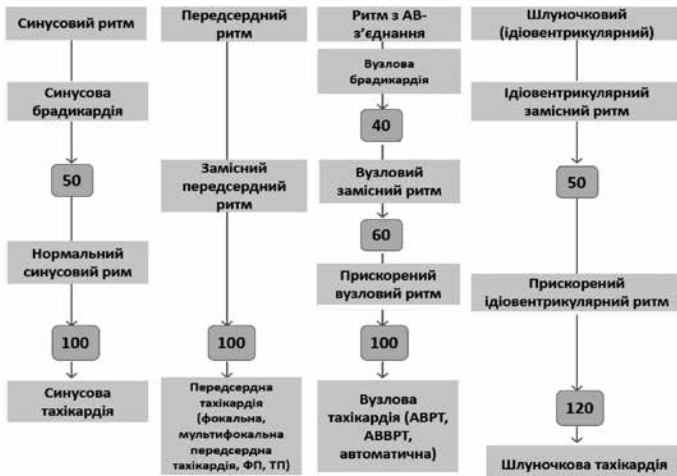 Синусовий ритм
Синусова
брадикардія
50
Нормальний
синусовий рим
100
Синусова
тахікардія
Передсердний
ритм
Замісний
передсердний
ритм
100
Передсердна
тахікардія
(фокальна,
мультифокальна
передсердна
тахікардія, ФП, ТП)
Ритм з АВ-
з’єднання
Вузлова
брадикардія
40
Вузловий
замісний ритм
60
Прискорений
вузловий ритм
100
Вузлова
тахікардія (АВРТ,
АВВРТ,
автоматична)
Шлуночковий
(ідіовентрикулярний)
Ідіовентрикулярний
замісний ритм
50
Прискорений
ідіовентрикулярний ритм
120
Шлуночкова тахікардія